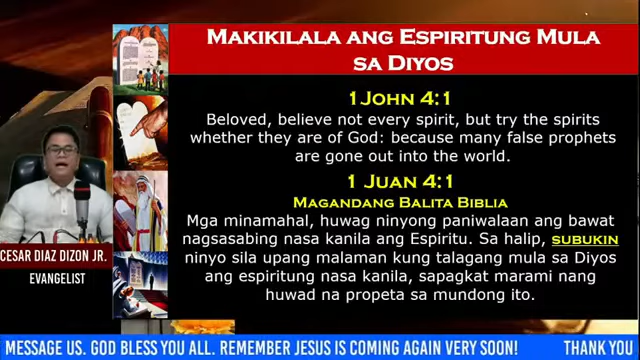 MAKIKILALA ANG ESPIRITUNG MULA
SA DIYOS
1 JOHN 4:1
Beloved, believe not every spirit, but try the spirits
whether they are of God: because many false prophets
are gone out into the world.
1 JUAN 4:1
MAGANDANG BALITA BIBLIA
Mga minamahal, huwag ninyong paniwalaan ang bawat
nagsasabing nasa kanila ang Espiritu. Sa halip, SUBUKIN
ninyo sila upang malaman kung talagang mula sa Diyos
ang espiritung nasa kanila, sapagkat marami nang
huwad na propeta sa mundong ito.
CESAR DIAZ DIZON JR.
EVANGELIST
MESSAGE US. GOD BLESS YOU ALL. REMEMBER JESUS IS COMING AGAIN VERY SOON! THANK YOU